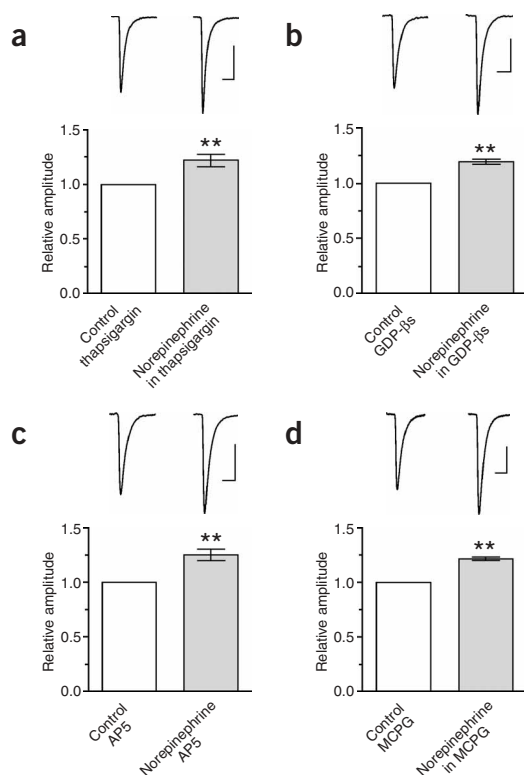 a
Relative amplitude
1.5
1.0
0.5
0.0
**
Control
thapsigargin
Norepinephrine
in thapsigargin
b
Relative amplitude
1.5
1.0
0.5
0.0
**
Control
GDP-βs
Norepinephrine
in GDP-βs
c
Relative amplitude
1.5
1.0
0.5
0.0
**
Control
AP5
Norepinephrine
AP5
d
Relative amplitude
1.5
1.0
0.5
0.0
**
Control
MCPG
Norepinephrine
in MCPG